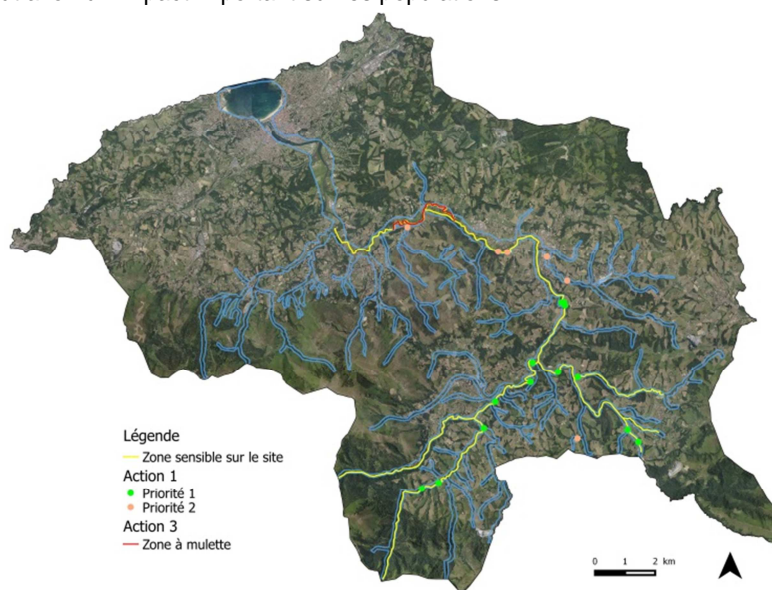 Légende
Zone sensible sur le site
Action 1
Priorité 1
Priorité 2
Action 3
Zone à mulette
0 1 2 km